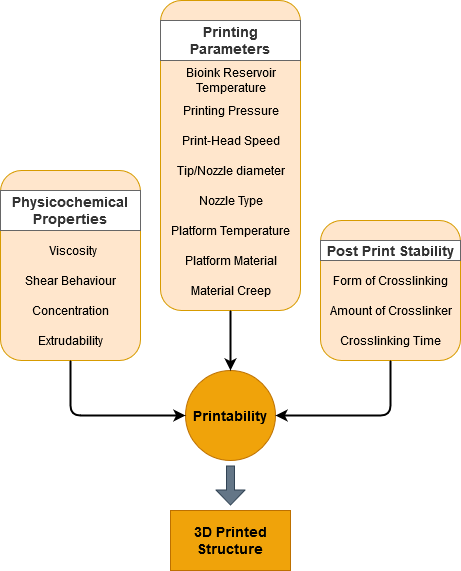 Printing
Parameters
Bioink Reservoir
Temperature
Printing Pressure
Print-Head Speed
Tip/Nozzle diameter
Nozzle Type
Platform Temperature
Platform Material
Material Creep
Physicochemical
Properties
Viscosity
Shear Behaviour
Concentration
Extrudability
Post Print Stability
Form of Crosslinking
Amount of Crosslinker
Crosslinking Time
Printability
3D Printed
Structure